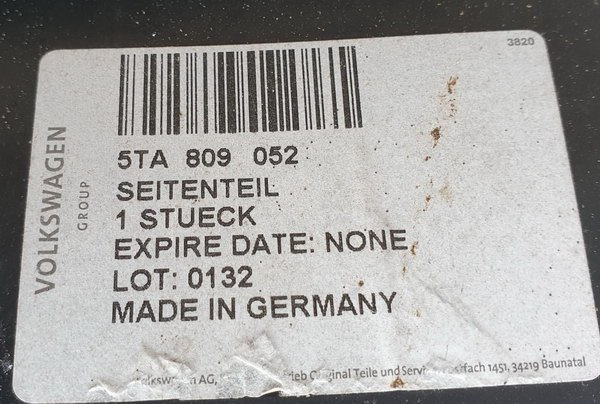 3820
VOLKSWAGEN
GROUP
5TA 809 052
SEITENTEIL
1 STUECK
EXPIRE DATE: NONE
LOT: 0132
MADE IN GERMANY
AG, Original Teile und 1451, 34219 Baunatal